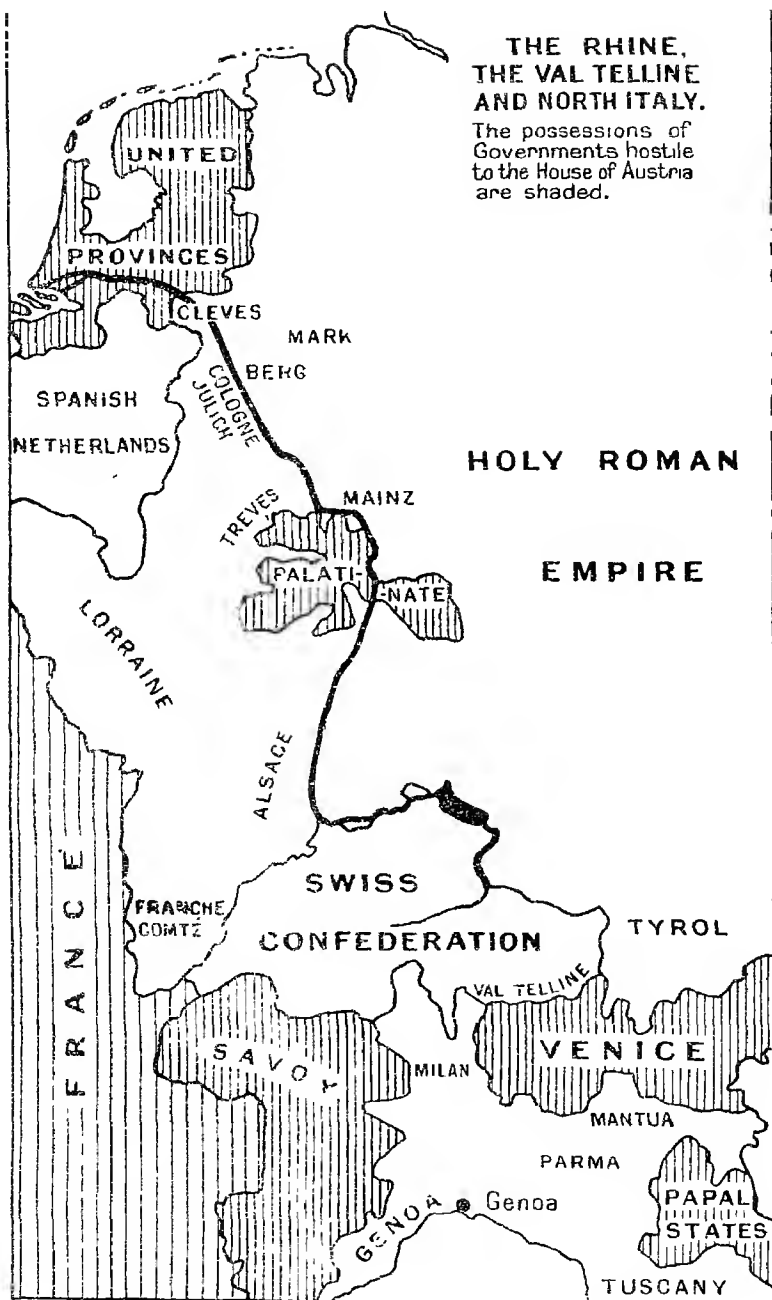 THE RHINE,
THE VAL TELLINE
AND NORTH ITALY.
The possessions of
Governments hostile
to the House of Austria
are shaded.
UNITED
PROVINCES
CLEVES
MARK
BERG
COLOGNE
JULICH
SPANISH
NETHERLANDS
HOLY ROMAN
EMPIRE
MAINZ
TREVES
PALATI-
-NATE
LORRAINE
ALSACE
FRANCE
FRANCHE
COMTÉ
SWISS
CONFEDERATION
TYROL
VAL TELLINE
SAVOY
MILAN
VENICE
MANTUA
PARMA
GENOA
Genoa
PAPAL
STATES
TUSCANY